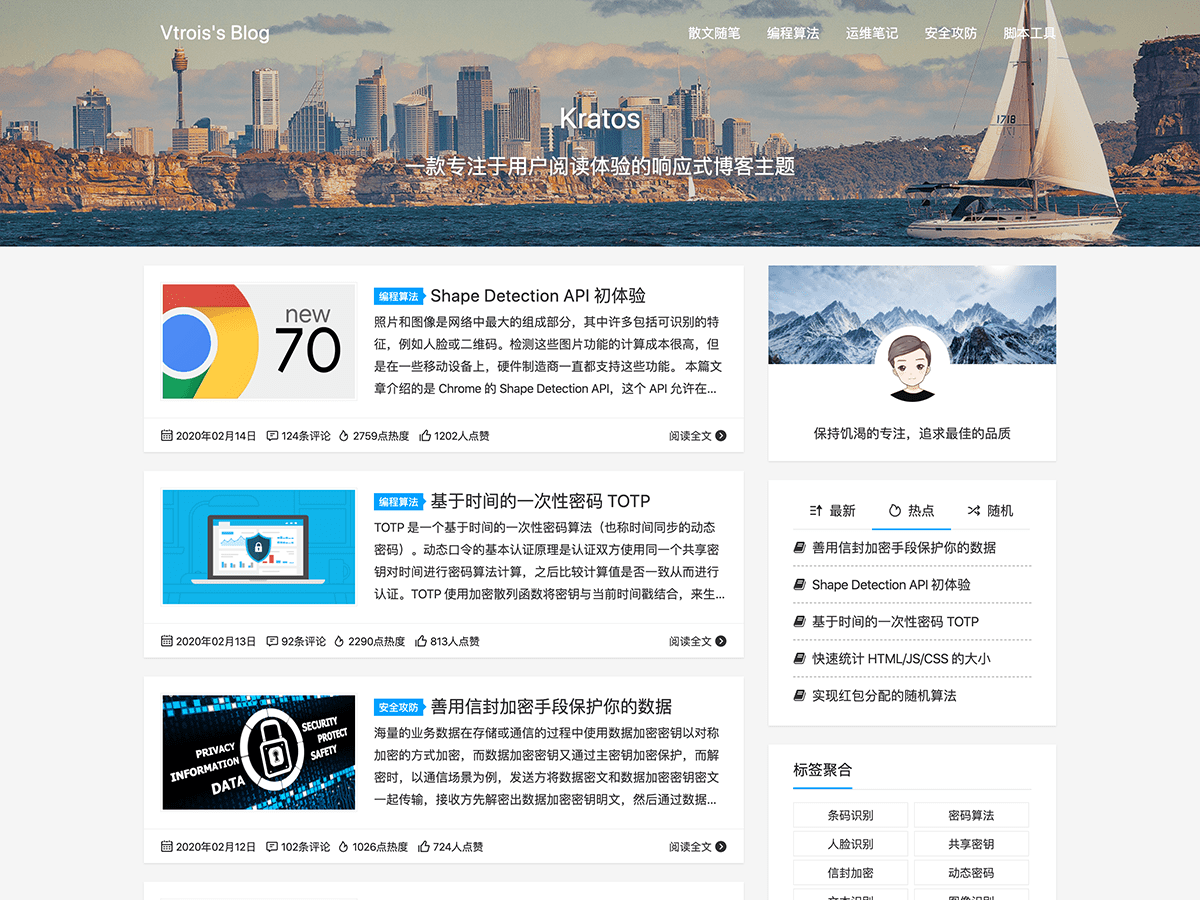 Vtrois's Blog
散文随笔 编程算法 运维笔记 安全攻防 脚本工具
Kratos
一款专注于用户阅读体验的响应式博客主题
1718
new
70
编程算法 Shape Detection API 初体验
照片和图像是网络中最大的组成部分，其中许多包括可识别的特
征，例如人脸或二维码。检测这些图片功能的计算成本很高，但
是在一些移动设备上，硬件制造商一直都支持这些功能。 本篇文
章介绍的是 Chrome 的 Shape Detection API，这个 API 允许在...
2020年02月14日 124条评论 2759点热度 1202人点赞 阅读全文
编程算法 基于时间的一次性密码 TOTP
TOTP 是一个基于时间的一次性密码算法（也称时间同步的动态
密码）。动态口令的基本认证原理是认证双方使用同一个共享密
钥对时间进行密码算法计算，之后比较计算值是否一致从而进行
认证。TOTP 使用加密散列函数将密钥与当前时间戳结合，来生...
2020年02月13日 92条评论 2290点热度 813人点赞 阅读全文
PRIVACY
INFORMATION
DATA
SECURITY
PROTECT
SAFETY
安全攻防 善用信封加密手段保护你的数据
海量的业务数据在存储或通信的过程中使用数据加密密钥以对称
加密的方式加密，而数据加密密钥又通过主密钥加密保护，而解
密时，以通信场景为例，发送方将数据密文和数据加密密钥密文
一起传输，接收方先解密出数据加密密钥明文，然后通过数据...
2020年02月12日 102条评论 1026点热度 724人点赞 阅读全文
保持饥渴的专注，追求最佳的品质
最新 热点 随机
善用信封加密手段保护你的数据
Shape Detection API 初体验
基于时间的一次性密码 TOTP
快速统计 HTML/JS/CSS 的大小
实现红包分配的随机算法
标签聚合
条码识别 密码算法
人脸识别 共享密钥
信封加密 动态密码
文本识别 图像识别